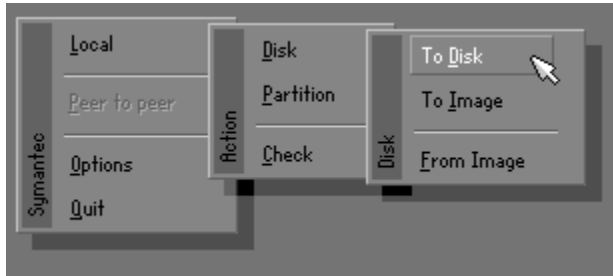 Symantec
Local
Peer to peer
Options
Quit
Action
Disk
Partition
Check
Disk
To Disk
To Image
From Image